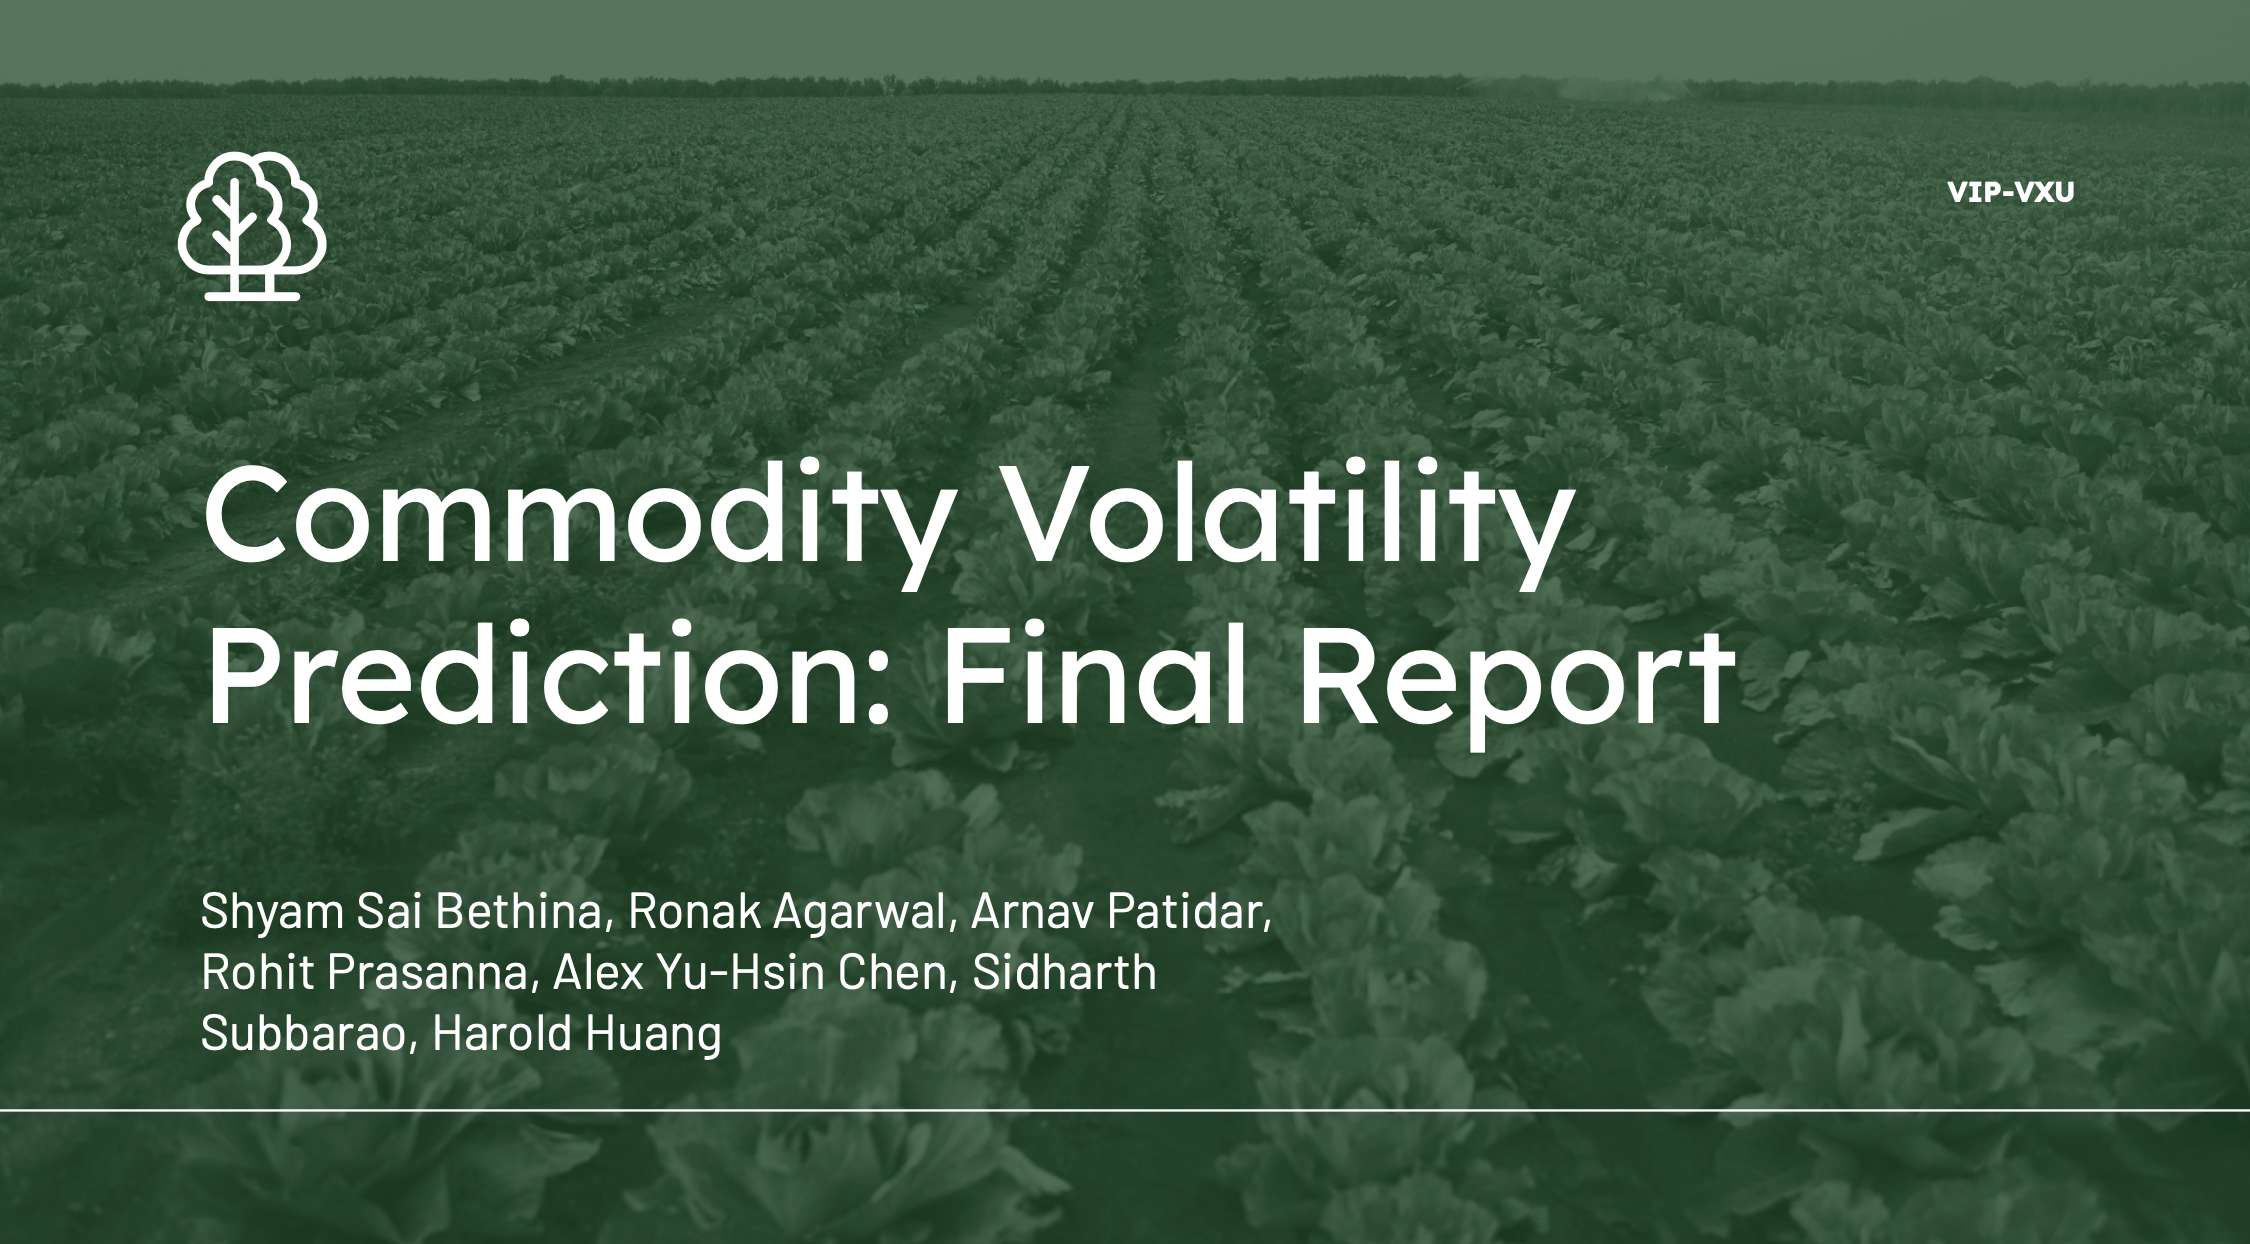 VIP-VXU
Commodity Volatility
Prediction: Final Report
Shyam Sai Bethina, Ronak Agarwal, Arnav Patidar,
Rohit Prasanna, Alex Yu-Hsin Chen, Sidharth
Subbarao, Harold Huang